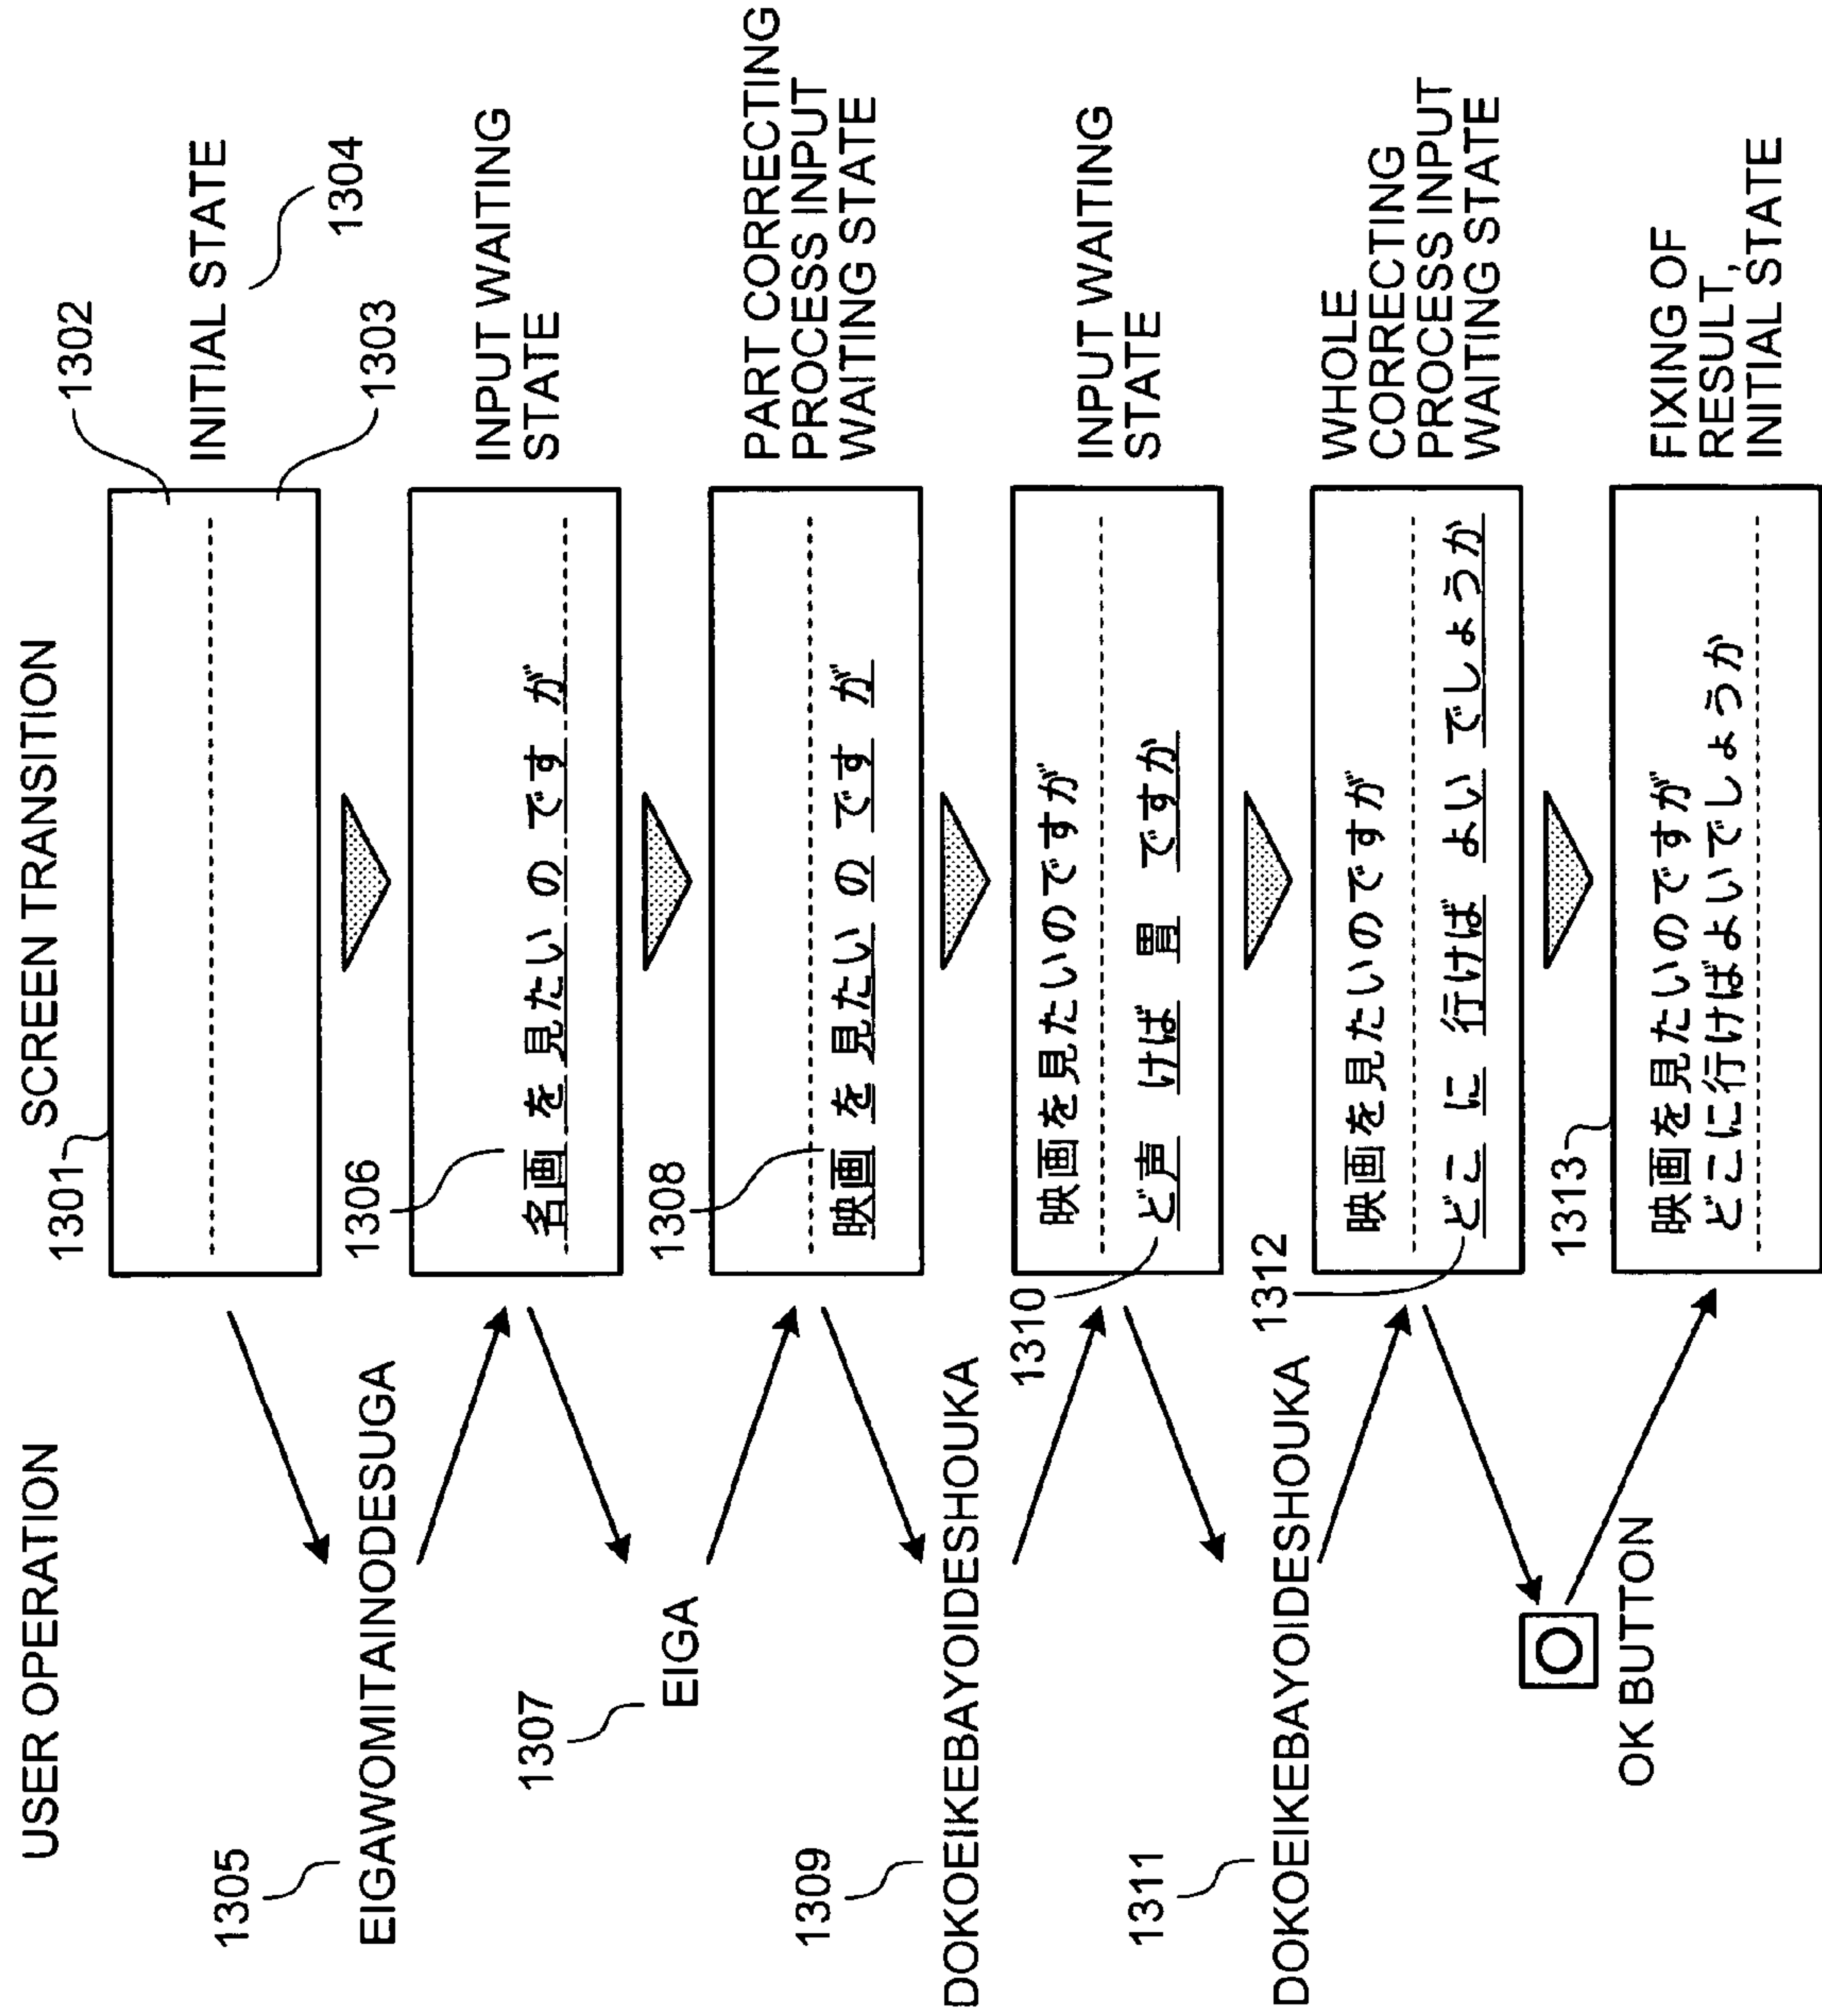 USER OPERATION
SCREEN TRANSITION
1301
1302
1303
INITIAL STATE
1304
1305
EIGAWOMITAINODESUGA
1306
名画 を 見たい の です が
INPUT WAITING
STATE
1307
EIGA
1308
映画 を 見たい の です が
PART CORRECTING
PROCESS INPUT
WAITING STATE
1309
DOKOEIKEBAYOIDESHOUKA
1310
映画を見たいのですが
ど声 けば 胃 ですか
INPUT WAITING
STATE
1311
DOKOEIKEBAYOIDESHOUKA
1312
映画を見たいのですが
どこ に 行けば よい でしょうか
WHOLE
CORRECTING
PROCESS INPUT
WAITING STATE
OK BUTTON
1313
映画を見たいのですが
どこに行けばよいでしょうか
FIXING OF
RESULT,
INITIAL STATE